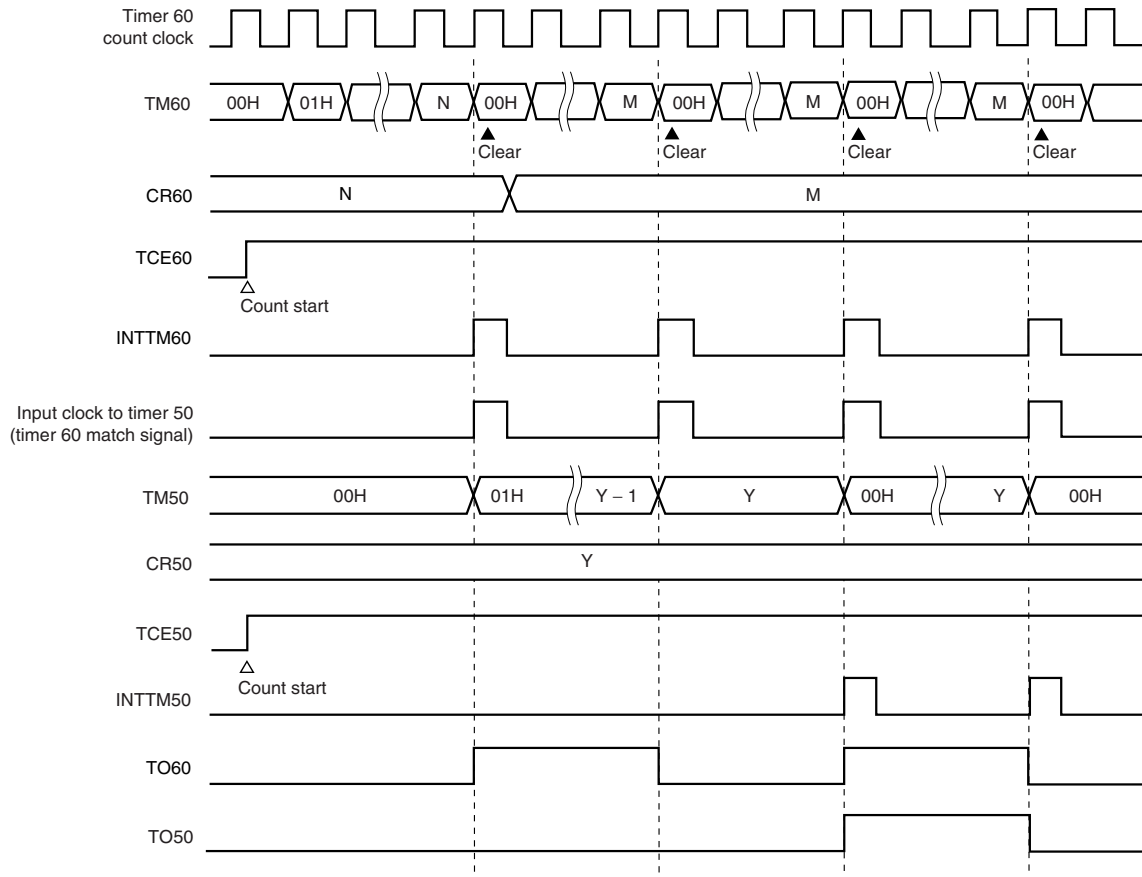 Timer 60
count clock
TM60 00H 01H N 00H M 00H M 00H M 00H
Clear Clear Clear Clear
CR60 N M
TCE60
Count start
INTTM60
Input clock to timer 50
(timer 60 match signal)
TM50 00H 01H Y – 1 Y 00H Y 00H
CR50 Y
TCE50
Count start
INTTM50
TO60
TO50